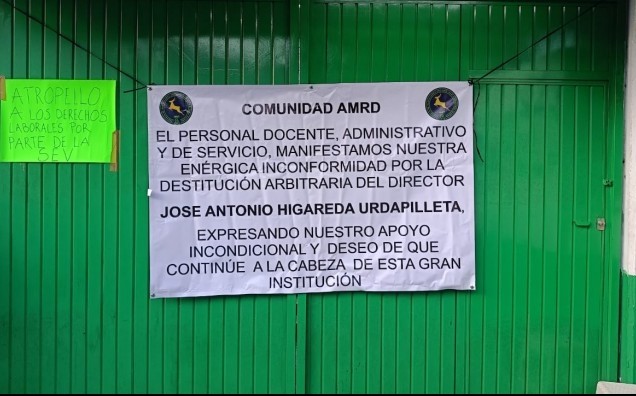 ATROPELLO
A LOS DERECHOS
LABORALES POR
PARTE DE LA
SEV
COMUNIDAD AMRD
EL PERSONAL DOCENTE, ADMINISTRATIVO
Y DE SERVICIO, MANIFESTAMOS NUESTRA
ENÉRGICA INCONFORMIDAD POR LA
DESTITUCIÓN ARBITRARIA DEL DIRECTOR
JOSE ANTONIO HIGAREDA URDAPILLETA,
EXPRESANDO NUESTRO APOYO
INCONDICIONAL Y DESEO DE QUE
CONTINÚE A LA CABEZA DE ESTA GRAN
INSTITUCIÓN